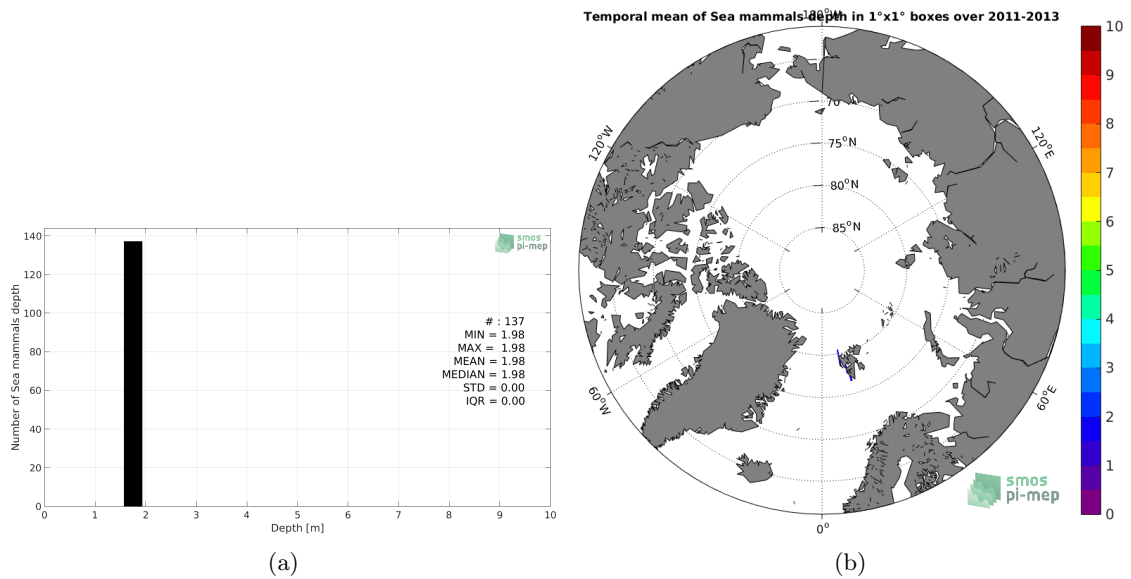 Temporal mean of Sea mammals depth in 1°x1° boxes over 2011-2013
180°W
120°W
120°E
60°W
60°E
0°
70
75°N
80°N
85°N
10
9
8
7
6
5
4
3
2
1
0
smos
pi-mep
140
120
100
80
60
40
20
0
Number of Sea mammals depth
smos
pi-mep
# : 137
MIN = 1.98
MAX = 1.98
MEAN = 1.98
MEDIAN = 1.98
STD = 0.00
IQR = 0.00
0 1 2 3 4 5 6 7 8 9 10
Depth [m]
(a)
(b)